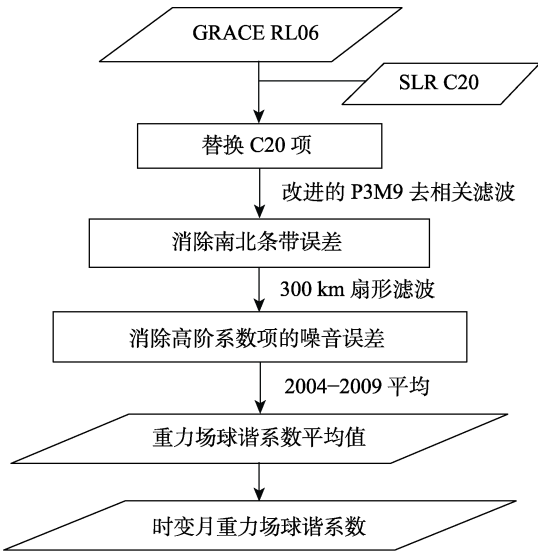 GRACE RL06
SLR C20
替换 C20 项
改进的 P3M9 去相关滤波
消除南北条带误差
300 km 扇形滤波
消除高阶系数项的噪音误差
2004−2009 平均
重力场球谐系数平均值
时变月重力场球谐系数